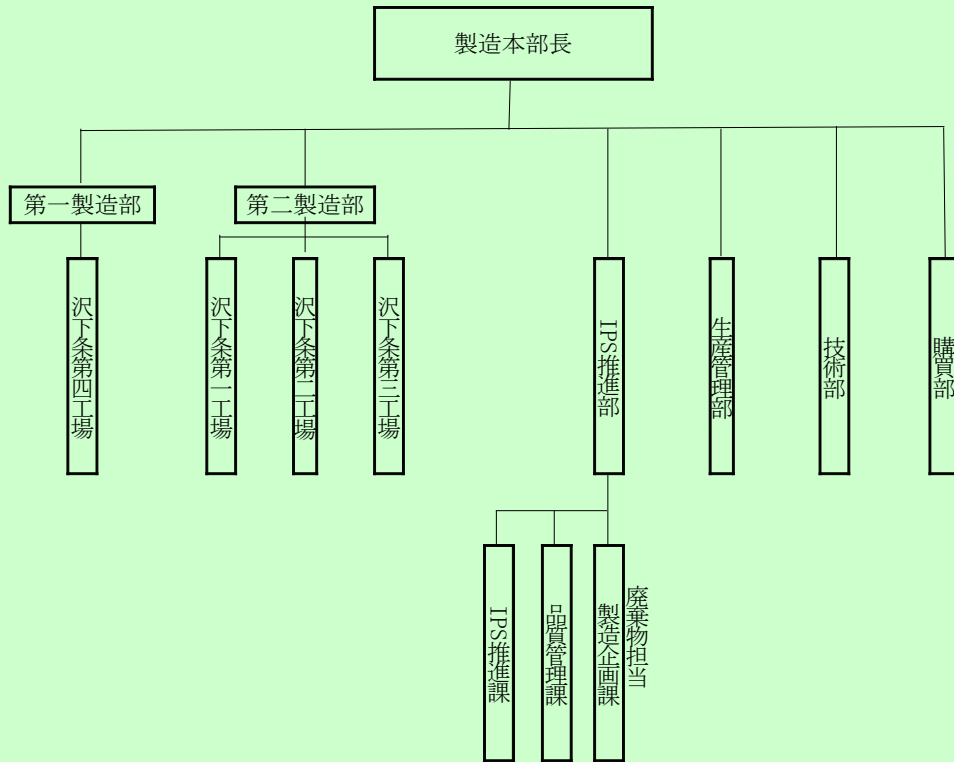 製造本部長
第一製造部
第二製造部
沢下条第四工場
沢下条第一工場
沢下条第二工場
沢下条第三工場
IPS推進部
生産管理部
技術部
購買部
IPS推進課
品質管理課
製造企画課
廃棄物担当